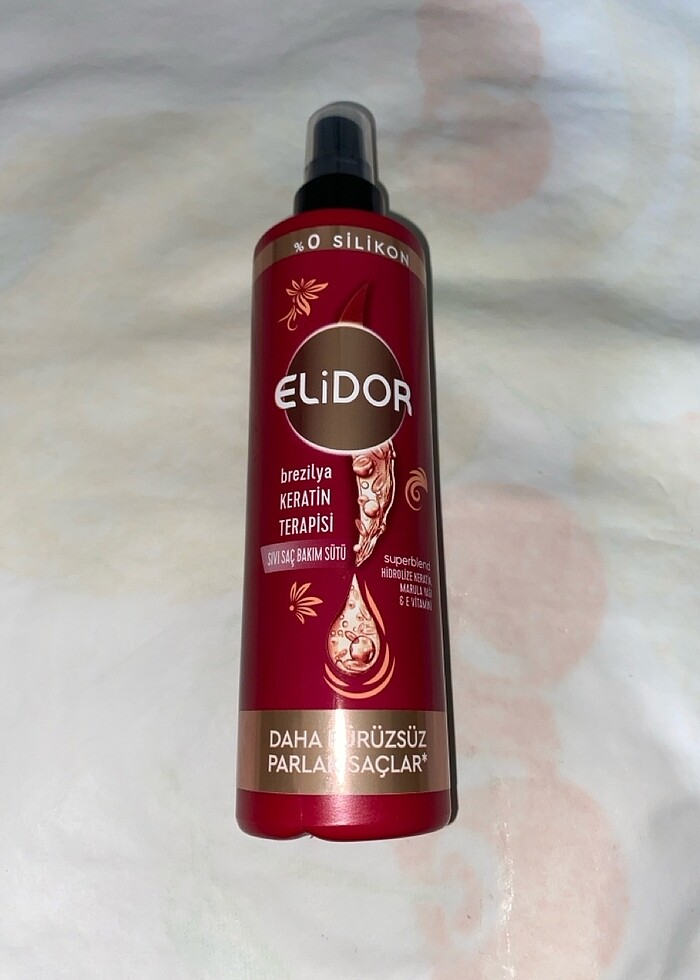 %0 SİLİKON
ELiDOR
brezilya
KERATİN
TERAPİSİ
SIVI SAÇ BAKIM SÜTÜ
superblend
HİDROLİZE KERATİN,
MARULA YAĞI
& E VİTAMİNİ
DAHA PÜRÜZSÜZ
PARLAK SAÇLAR*